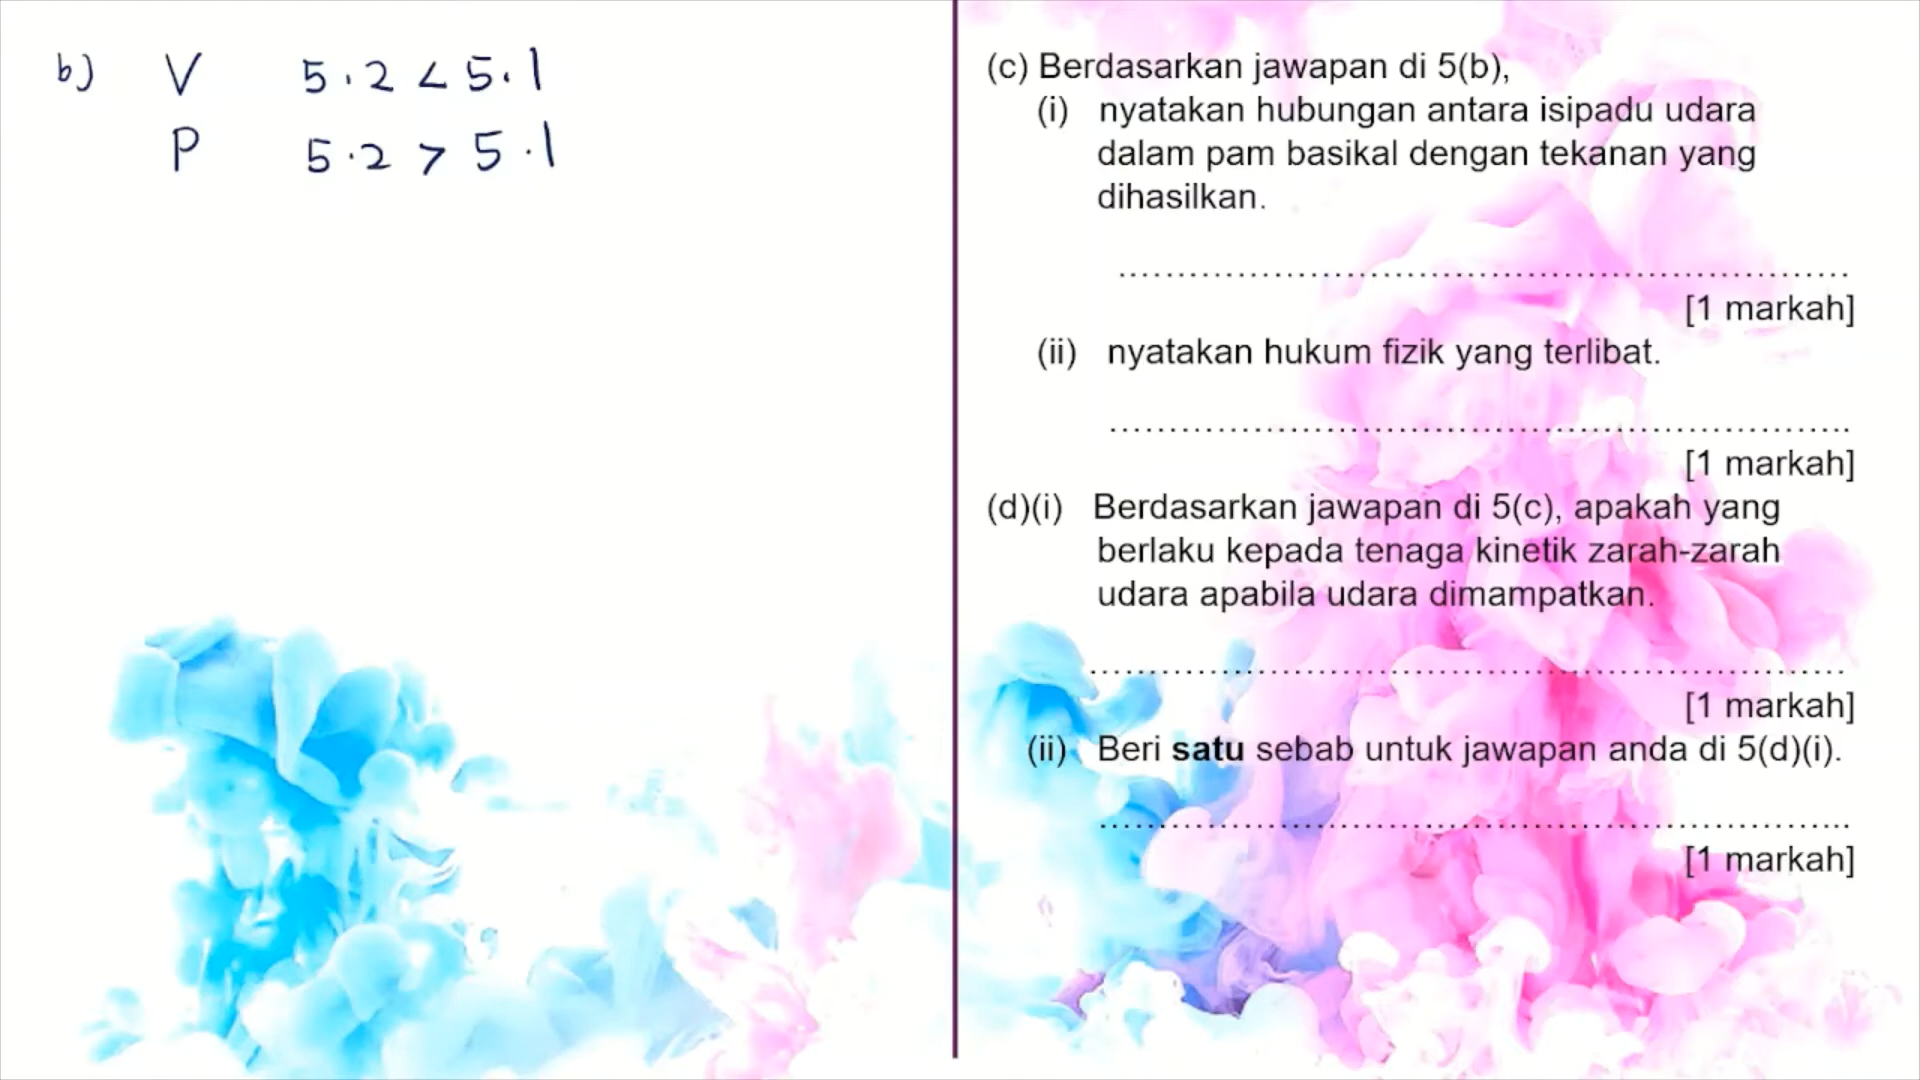 b) V 5.2 < 5.1
P 5.2 > 5.1
(c) Berdasarkan jawapan di 5(b),
(i) nyatakan hubungan antara isipadu udara
dalam pam basikal dengan tekanan yang
dihasilkan.
[1 markah]
(ii) nyatakan hukum fizik yang terlibat.
[1 markah]
(d)(i) Berdasarkan jawapan di 5(c), apakah yang
berlaku kepada tenaga kinetik zarah-zarah
udara apabila udara dimampatkan.
[1 markah]
(ii) Beri satu sebab untuk jawapan anda di 5(d)(i).
[1 markah]